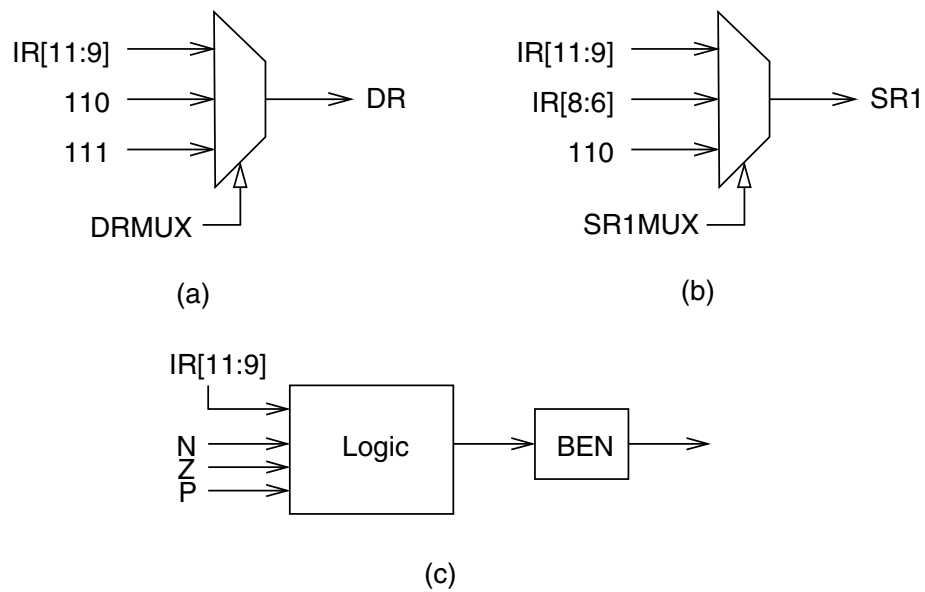 IR[11:9]
110
111
DR
DRMUX
(a)
IR[11:9]
IR[8:6]
110
SR1
SR1MUX
(b)
IR[11:9]
N
Z
P
Logic
BEN
(c)